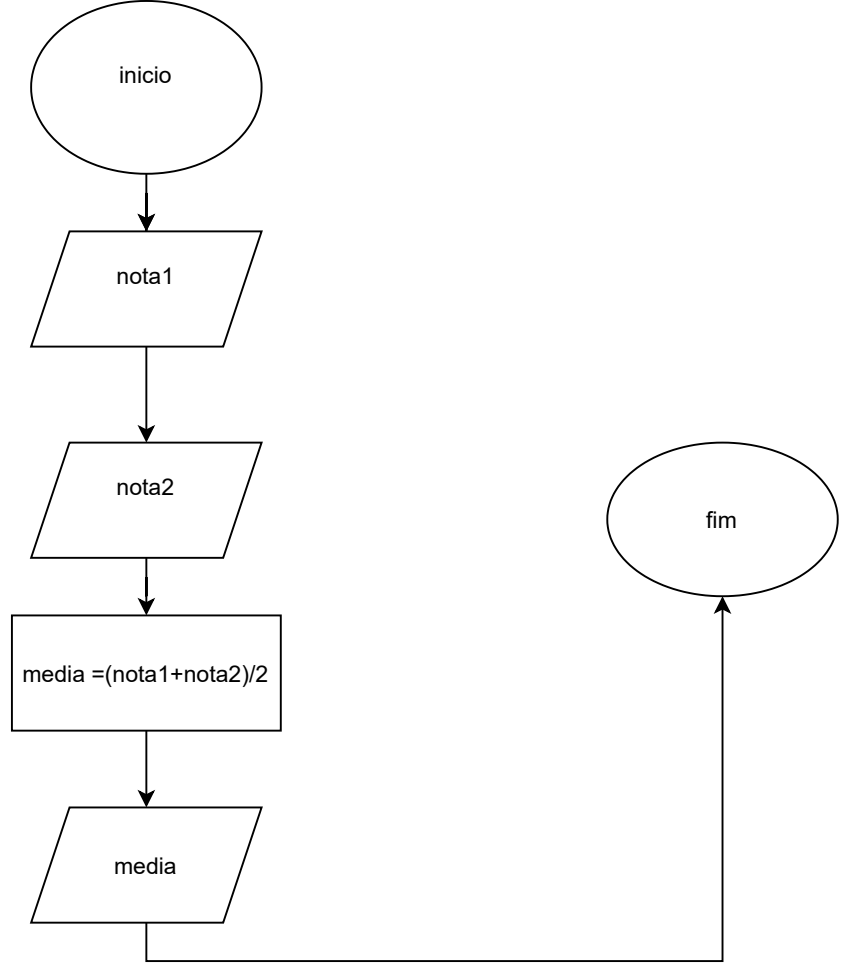 inicio
nota1
nota2
media =(nota1+nota2)/2
media
fim